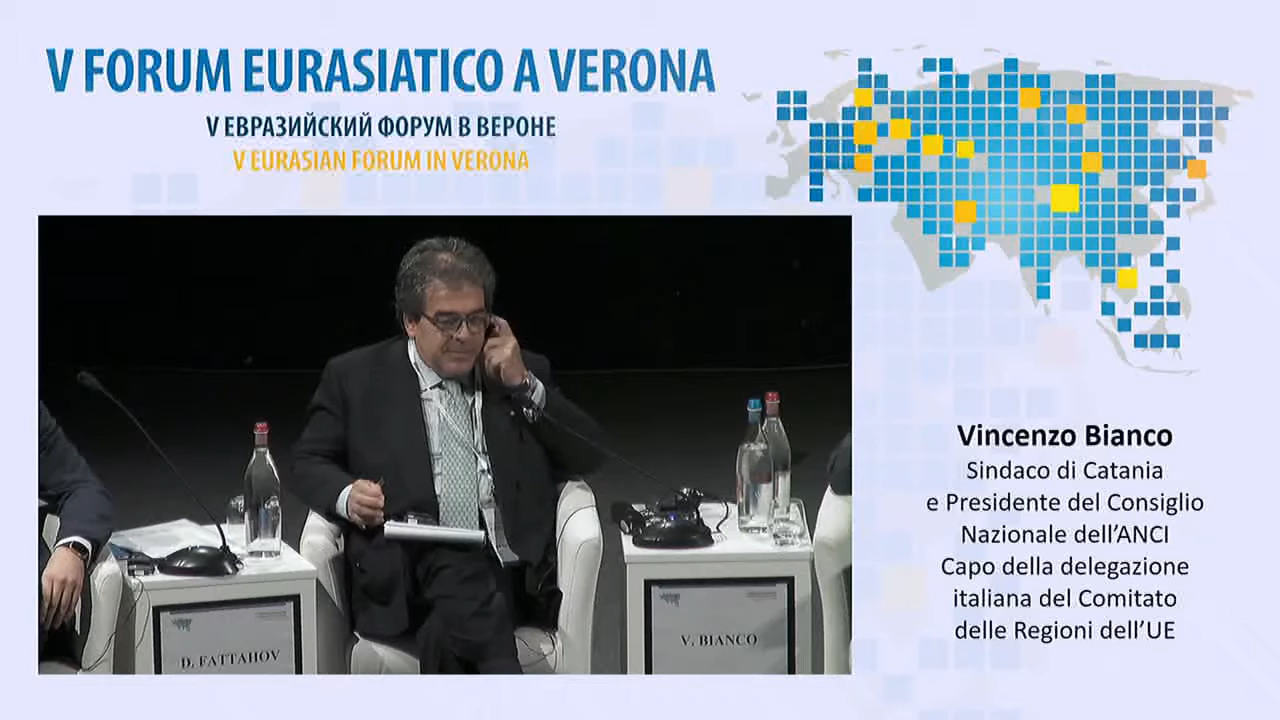 V FORUM EURASIATICO A VERONA
V ЕВРАЗИЙСКИЙ ФОРУМ В ВЕРОНЕ
V EURASIAN FORUM IN VERONA
D. FATTAHOV
V. BIANCO
Vincenzo Bianco
Sindaco di Catania
e Presidente del Consiglio
Nazionale dell’ANCI
Capo della delegazione
italiana del Comitato
delle Regioni dell’UE